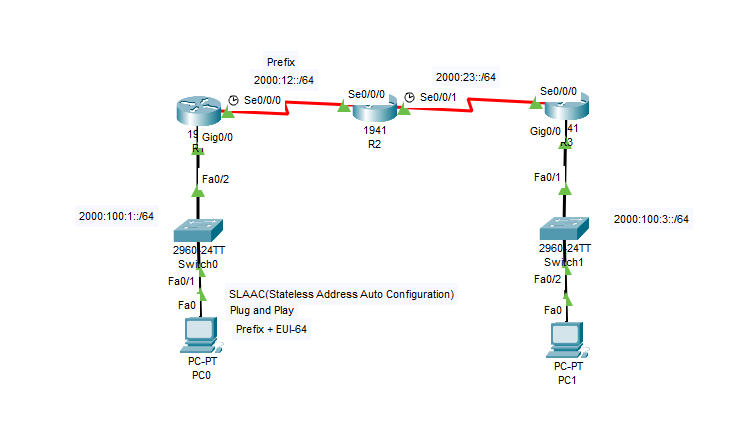 Prefix
2000:12::/64
2000:23::/64
Se0/0/0
Se0/0/0
Se0/0/1
Se0/0/0
1941
R2
Gig0/0
Gig0/0
41
Fa0/2
Fa0/1
2000:100:1::/64
2000:100:3::/64
2960-24TT
Switch0
2960-24TT
Switch1
Fa0/1
Fa0/2
Fa0
Fa0
SLAAC(Stateless Address Auto Configuration)
Plug and Play
Prefix + EUI-64
PC-PT
PC0
PC-PT
PC1